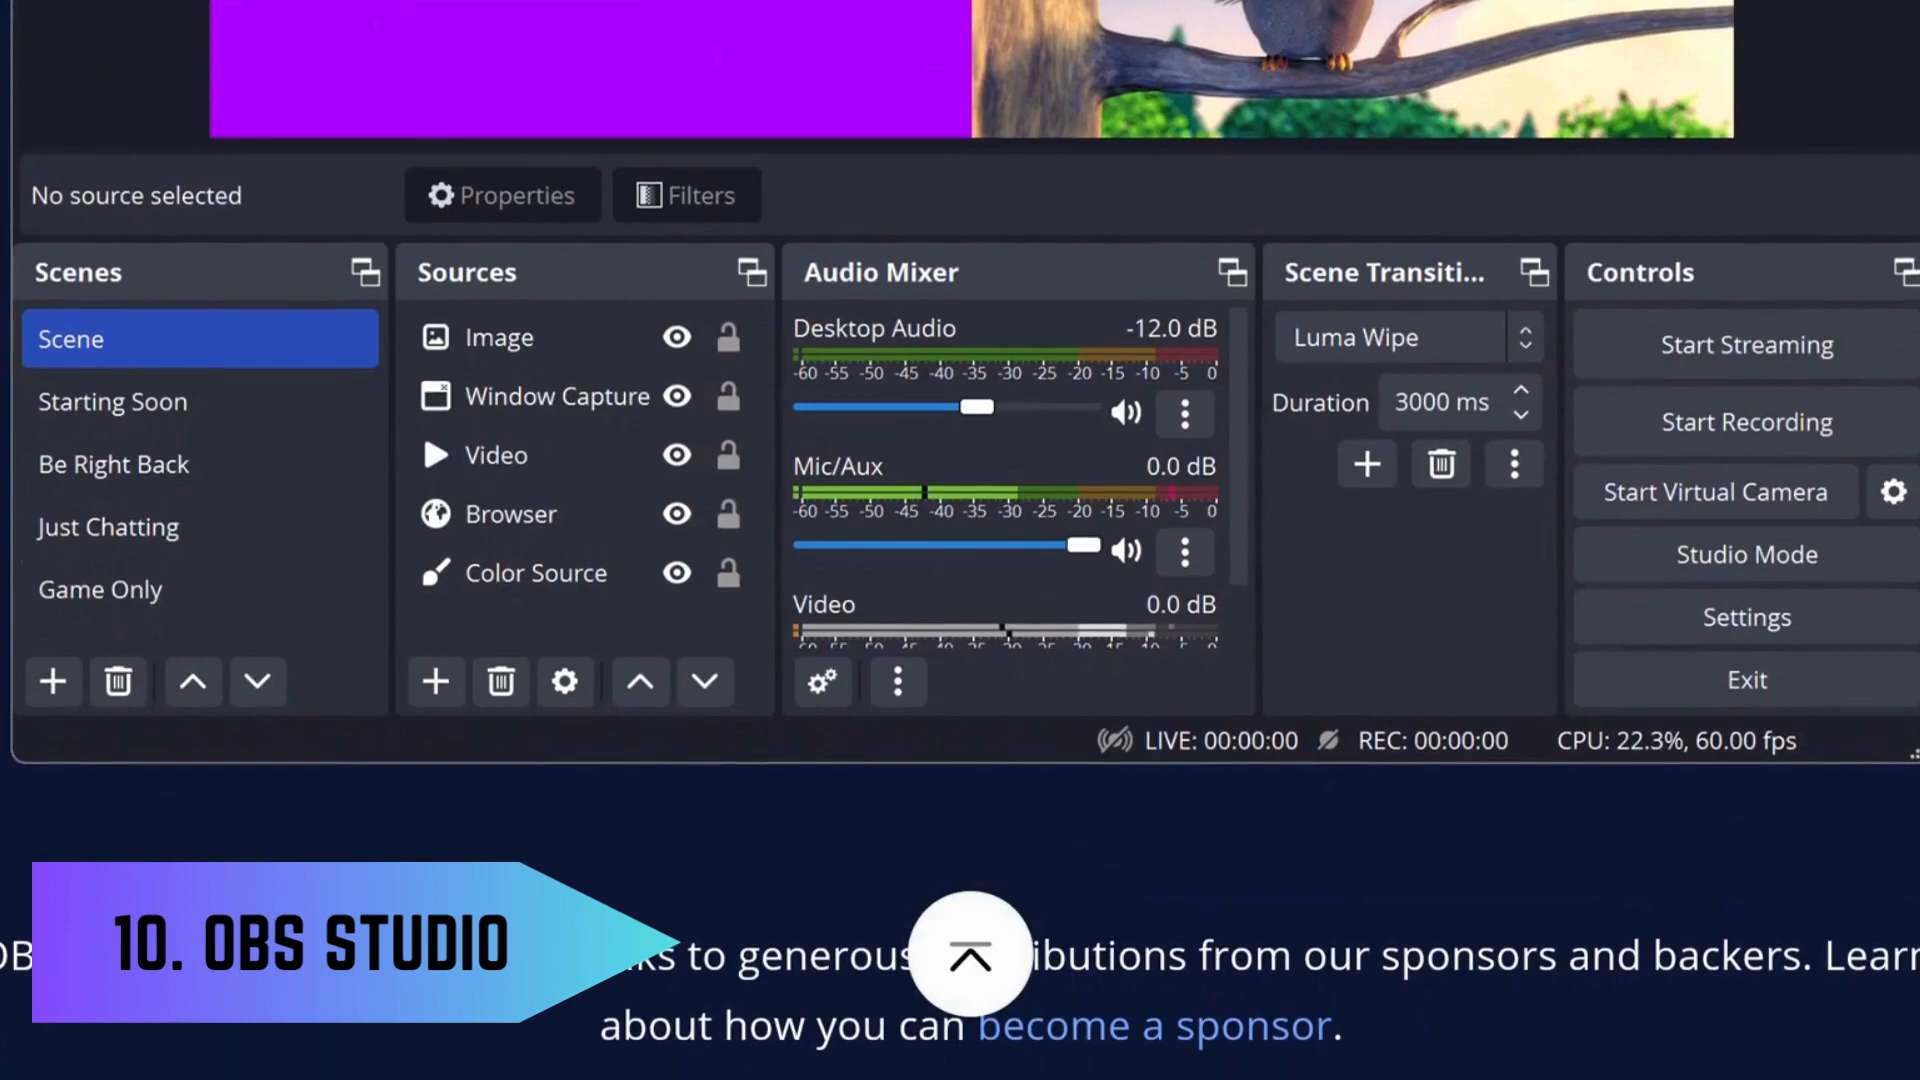 No source selected
Properties
Filters
Scenes
Scene
Starting Soon
Be Right Back
Just Chatting
Game Only
Sources
Image
Window Capture
Video
Browser
Color Source
Audio Mixer
Desktop Audio -12.0 dB
-60 -55 -50 -45 -40 -35 -30 -25 -20 -15 -10 -5 0
Mic/Aux 0.0 dB
-60 -55 -50 -45 -40 -35 -30 -25 -20 -15 -10 -5 0
Video 0.0 dB
Scene Transiti...
Luma Wipe
Duration 3000 ms
Controls
Start Streaming
Start Recording
Start Virtual Camera
Studio Mode
Settings
Exit
LIVE: 00:00:00 REC: 00:00:00 CPU: 22.3%, 60.00 fps
10. OBS STUDIO
to generous from our sponsors and backers. Learn
about how you can become a sponsor.